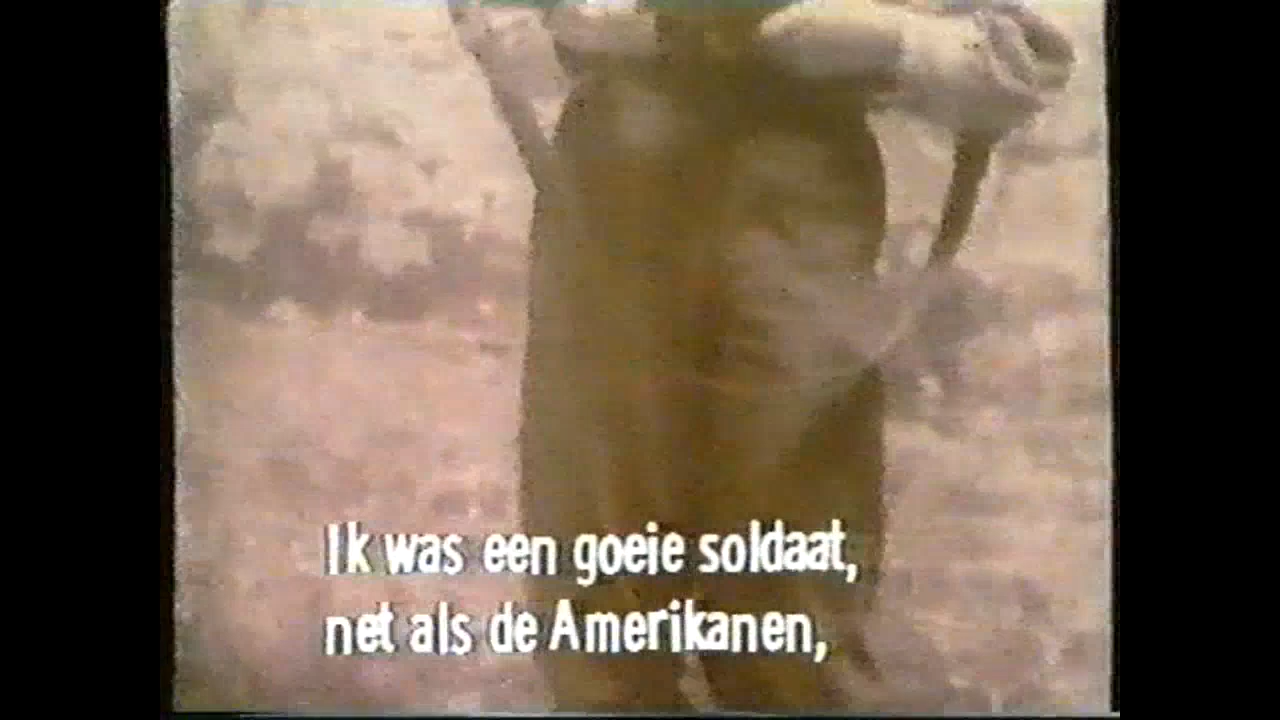 Ik was een goeie soldaat,
net als de Amerikanen,